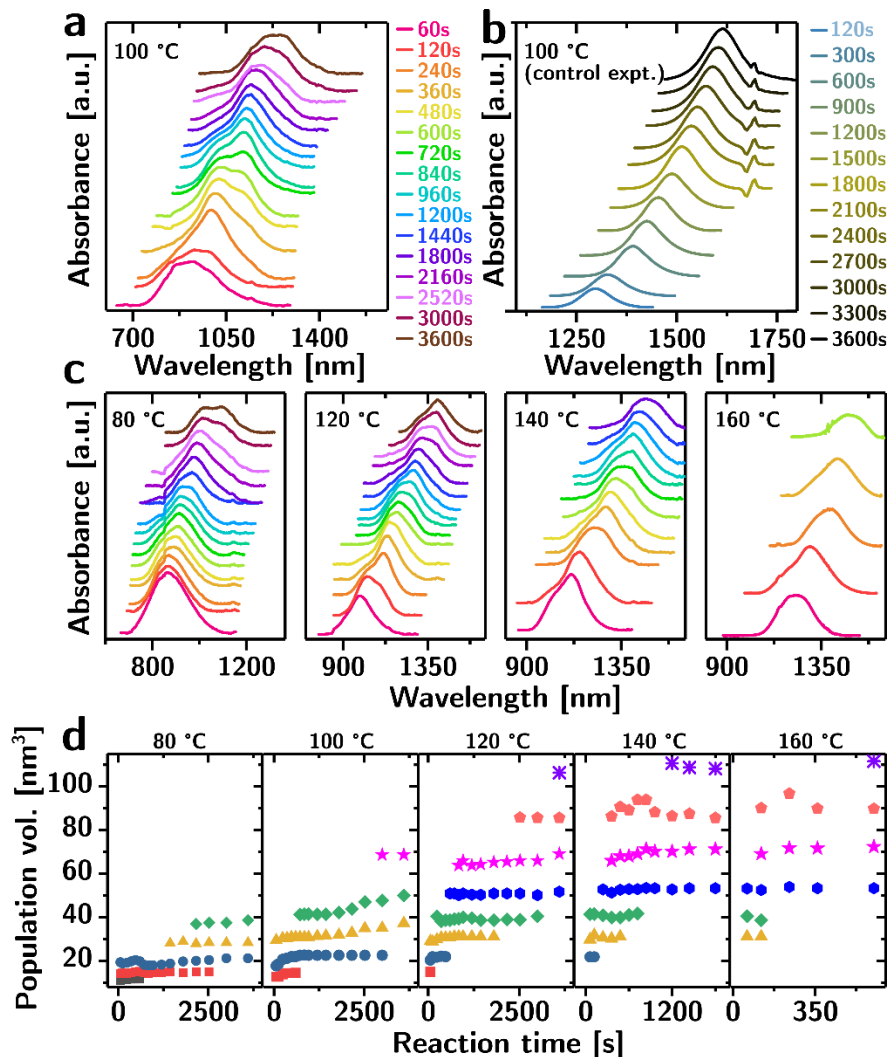 a
100 °C
Absorbance [a.u.]
700 1050 1400
Wavelength [nm]
60s
120s
240s
360s
480s
600s
720s
840s
960s
1200s
1440s
1800s
2160s
2520s
3000s
3600s
b
100 °C
(control expt.)
Absorbance [a.u.]
1250 1500 1750
Wavelength [nm]
120s
300s
600s
900s
1200s
1500s
1800s
2100s
2400s
2700s
3000s
3300s
3600s
c
Absorbance [a.u.]
80 °C
120 °C
140 °C
160 °C
800 1200
900 1350
900 1350
900 1350
Wavelength [nm]
d
Population vol. [nm³]
80 °C
100 °C
120 °C
140 °C
160 °C
100
80
60
40
20
0 2500
0 2500
0 2500
0 1200
0 350
Reaction time [s]